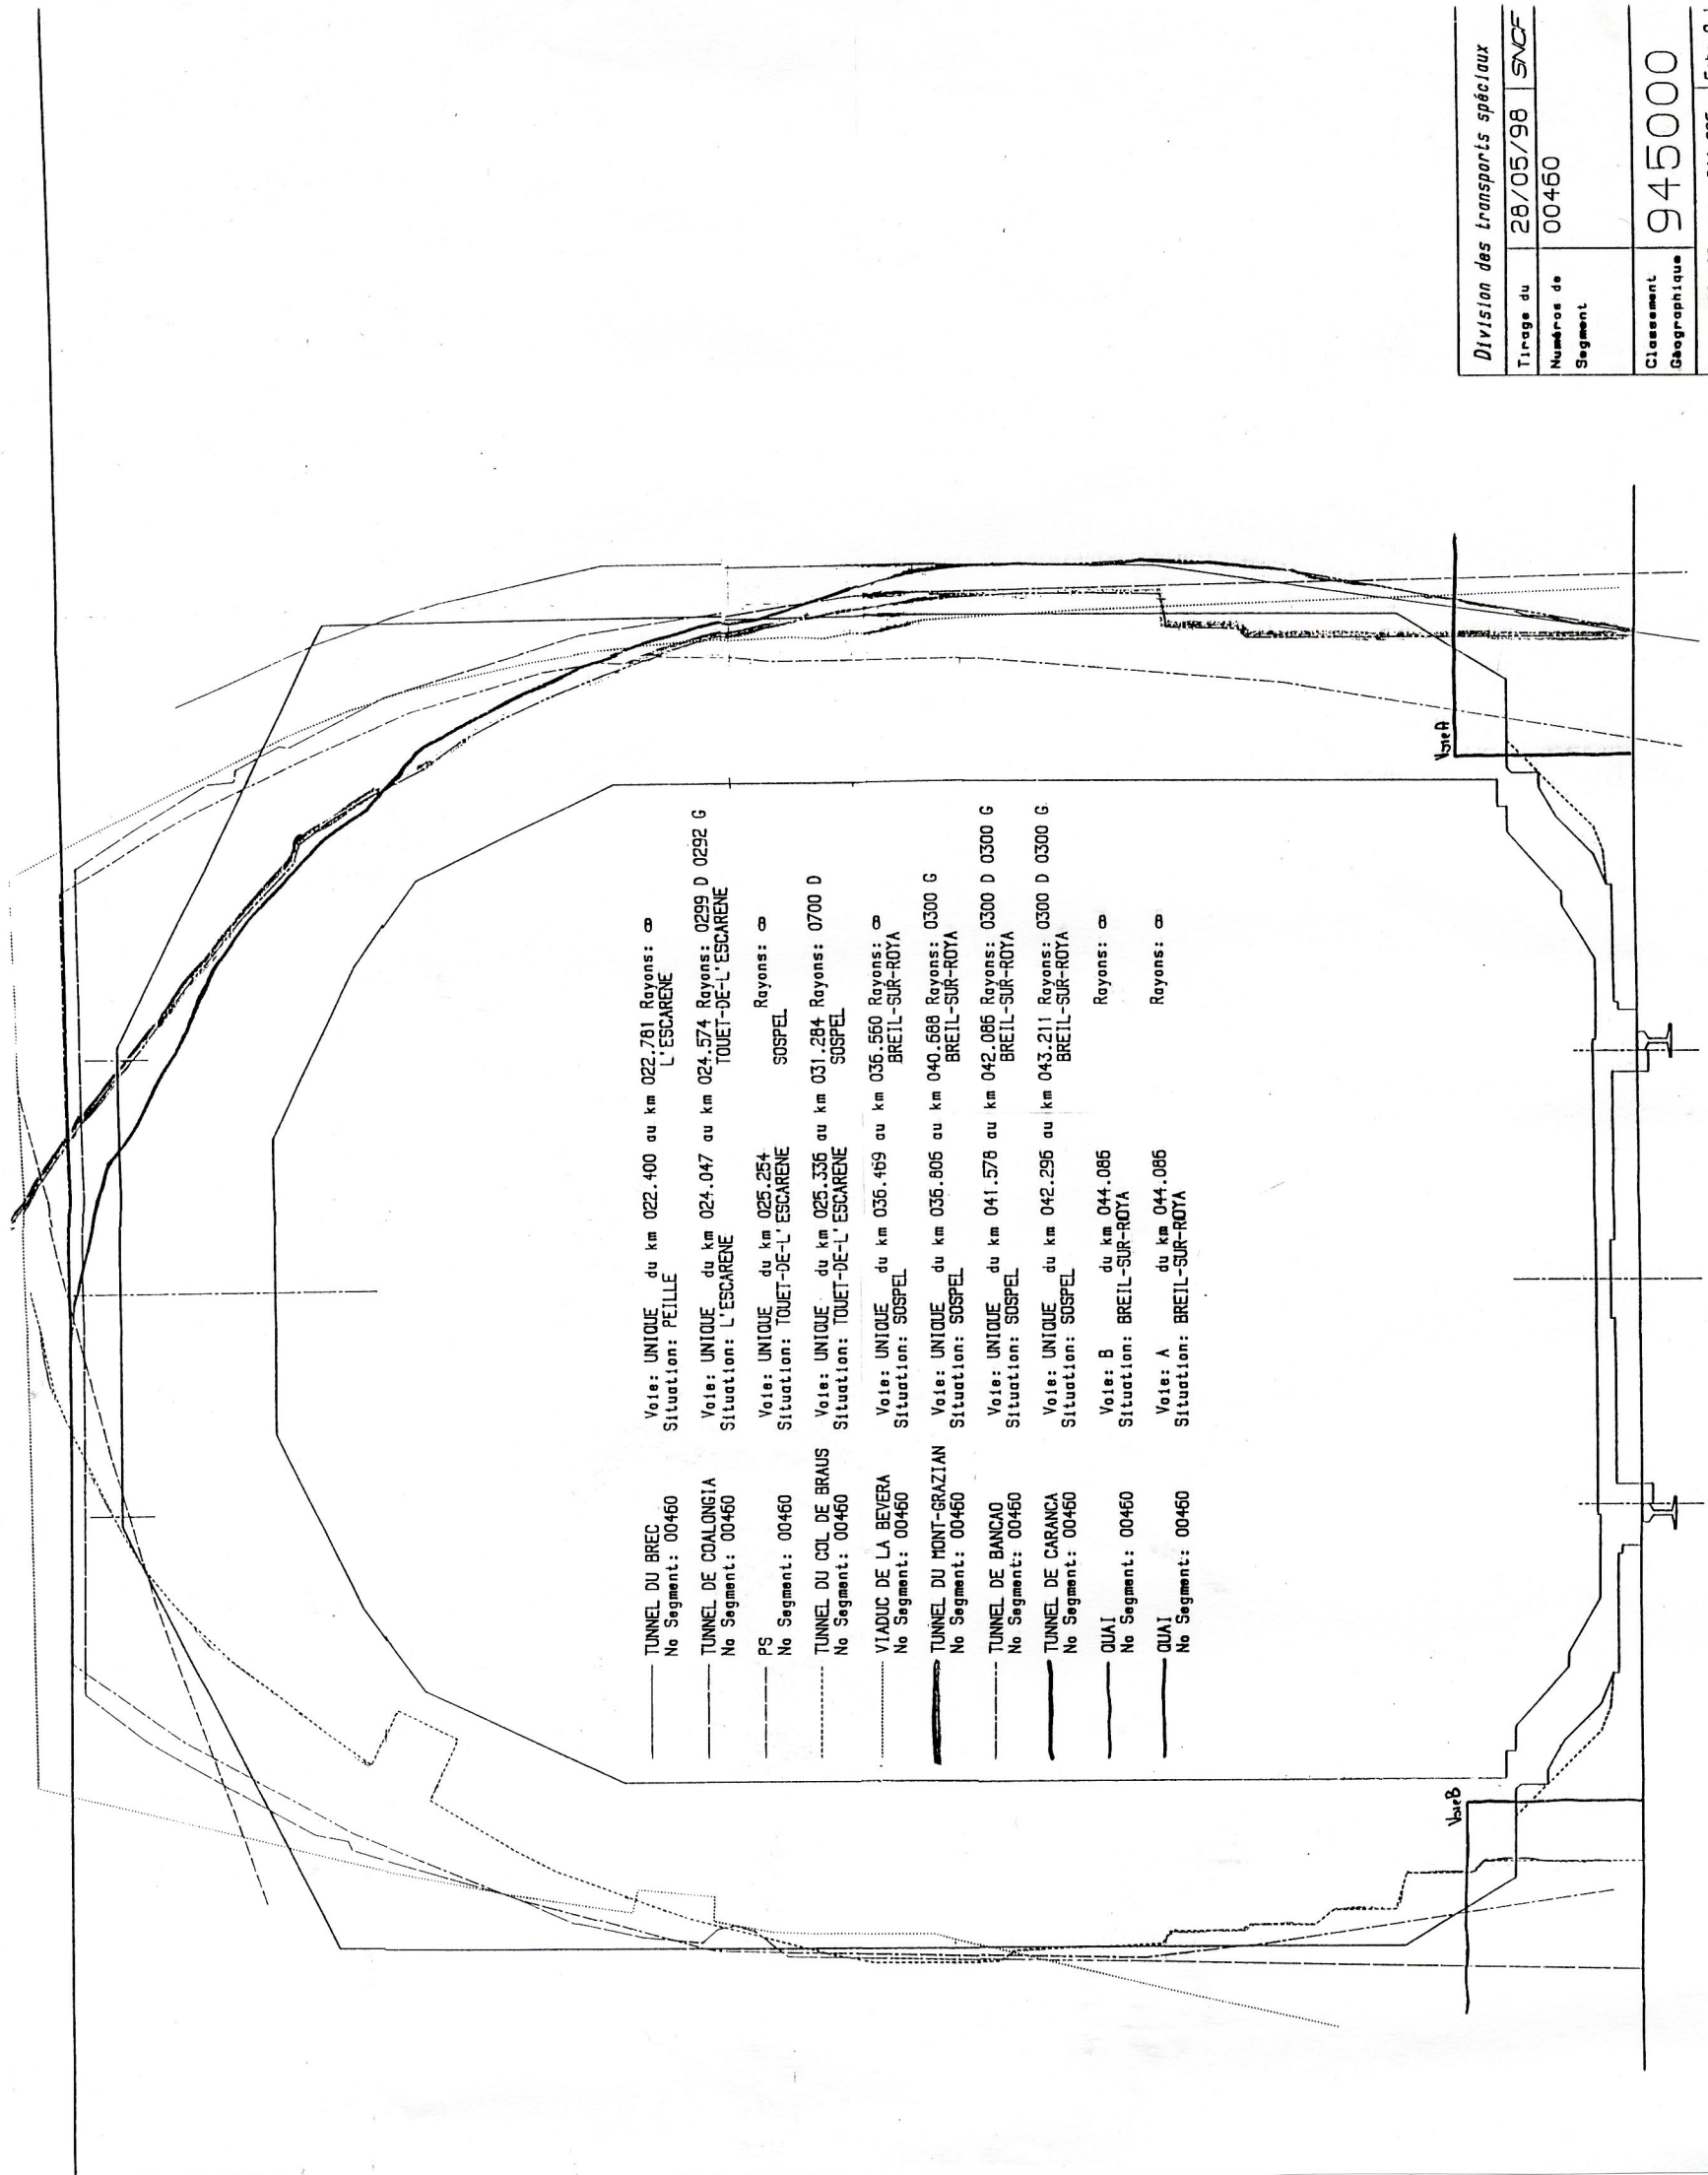 TUNNEL DU BREC Voie: UNIQUE du km 022.400 au km 022.781 Rayons: ∞
No Segment: 00460 Situation: PEILLE L'ESCARENE
TUNNEL DE COALONGIA Voie: UNIQUE du km 024.047 au km 024.574 Rayons: 0299 D 0292 G
No Segment: 00460 Situation: L'ESCARENE TOUET-DE-L'ESCARENE
PS Voie: UNIQUE du km 025.254 Rayons: ∞
No Segment: 00460 Situation: TOUET-DE-L'ESCARENE SOSPEL
TUNNEL DU COL DE BRAUS Voie: UNIQUE du km 025.336 au km 031.284 Rayons: 0700 D
No Segment: 00460 Situation: TOUET-DE-L'ESCARENE SOSPEL
VIADUC DE LA BEVERA Voie: UNIQUE du km 036.469 au km 036.560 Rayons: ∞
No Segment: 00460 Situation: SOSPEL BREIL-SUR-ROYA
TUNNEL DU MONT-GRAZIAN Voie: UNIQUE du km 036.806 au km 040.688 Rayons: 0300 G
No Segment: 00460 Situation: SOSPEL BREIL-SUR-ROYA
TUNNEL DE BANCAO Voie: UNIQUE du km 041.578 au km 042.086 Rayons: 0300 D 0300 G
No Segment: 00460 Situation: SOSPEL BREIL-SUR-ROYA
TUNNEL DE CARANCA Voie: UNIQUE du km 042.296 au km 043.211 Rayons: 0300 D 0300 G
No Segment: 00460 Situation: SOSPEL BREIL-SUR-ROYA
QUAI Voie: B du km 044.086 Rayons: ∞
No Segment: 00460 Situation: BREIL-SUR-ROYA
QUAI Voie: A du km 044.086 Rayons: ∞
No Segment: 00460 Situation: BREIL-SUR-ROYA
Voie B
Voie A
Division des transports spéciaux
Tirage du 28/05/98 SNCF
Numéros de 00460
Segment
Classement
Géographique 945000